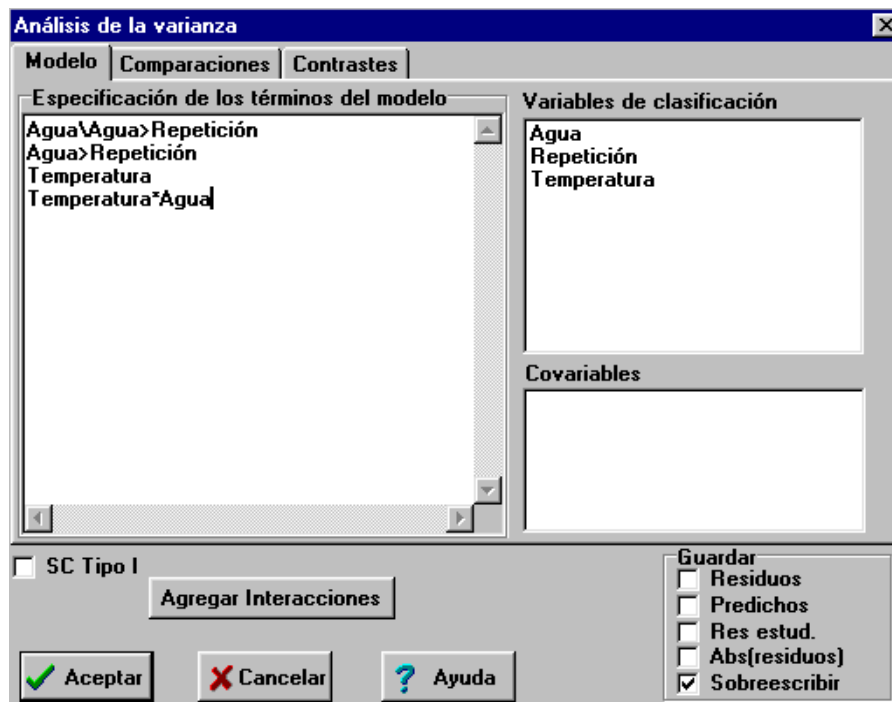 Análisis de la varianza
Modelo
Comparaciones
Contrastes
Especificación de los términos del modelo
Agua\Agua>Repetición
Agua>Repetición
Temperatura
Temperatura*Agua
Variables de clasificación
Agua
Repetición
Temperatura
Covariables
SC Tipo I
Agregar Interacciones
Aceptar
Cancelar
Ayuda
Guardar
Residuos
Predichos
Res estud.
Abs(residuos)
Sobreescribir